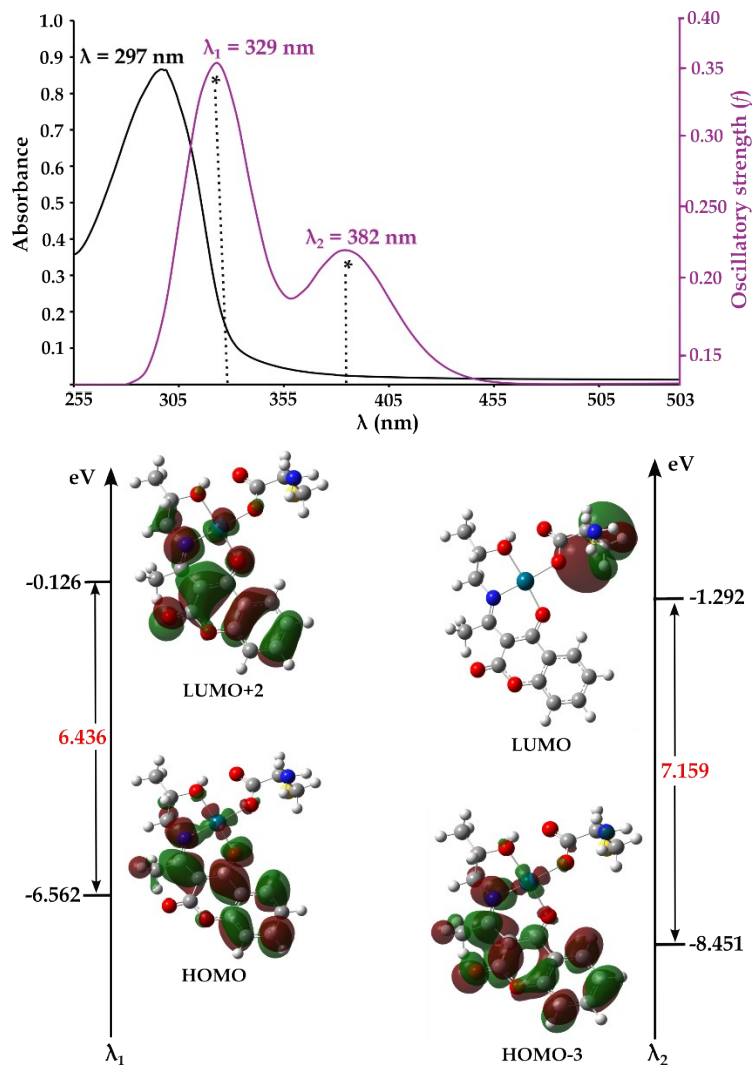 1.0
0.9
0.8
0.7
0.6
0.5
0.4
0.3
0.2
0.1
Absorbance
λ = 297 nm
λ₁ = 329 nm
*
λ₂ = 382 nm
*
0.40
0.35
0.30
0.250
0.20
0.15
Oscillatory strength (f)
255 305 355 405 455 505 503
λ (nm)
eV
-0.126
6.436
-6.562
λ₁
LUMO+2
HOMO
LUMO
HOMO-3
eV
-1.292
7.159
-8.451
λ₂